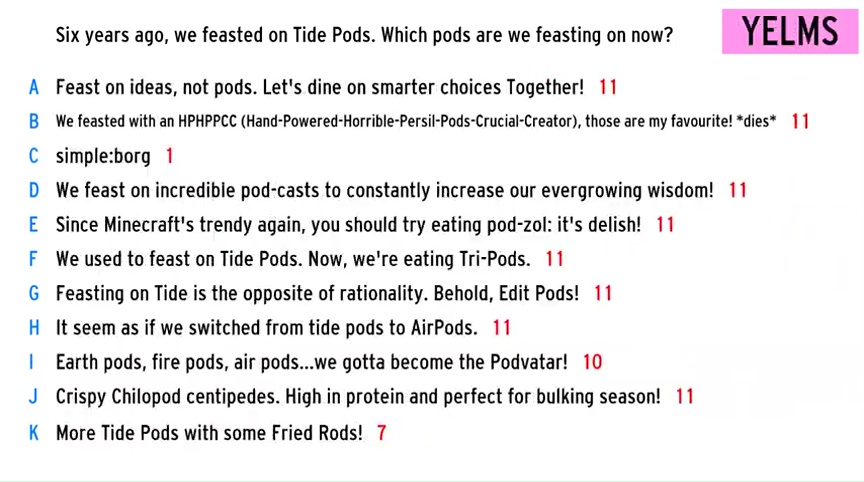 Six years ago, we feasted on Tide Pods. Which pods are we feasting on now?
YELMS
A Feast on ideas, not pods. Let's dine on smarter choices Together! 11
B We feasted with an HPHPPCC (Hand-Powered-Horrible-Persil-Pods-Crucial-Creator), those are my favourite! *dies* 11
C simple:borg 1
D We feast on incredible pod-casts to constantly increase our evergrowing wisdom! 11
E Since Minecraft's trendy again, you should try eating pod-zol: it's delish! 11
F We used to feast on Tide Pods. Now, we're eating Tri-Pods. 11
G Feasting on Tide is the opposite of rationality. Behold, Edit Pods! 11
H It seem as if we switched from tide pods to AirPods. 11
I Earth pods, fire pods, air pods...we gotta become the Podvatar! 10
J Crispy Chilopod centipedes. High in protein and perfect for bulking season! 11
K More Tide Pods with some Fried Rods! 7